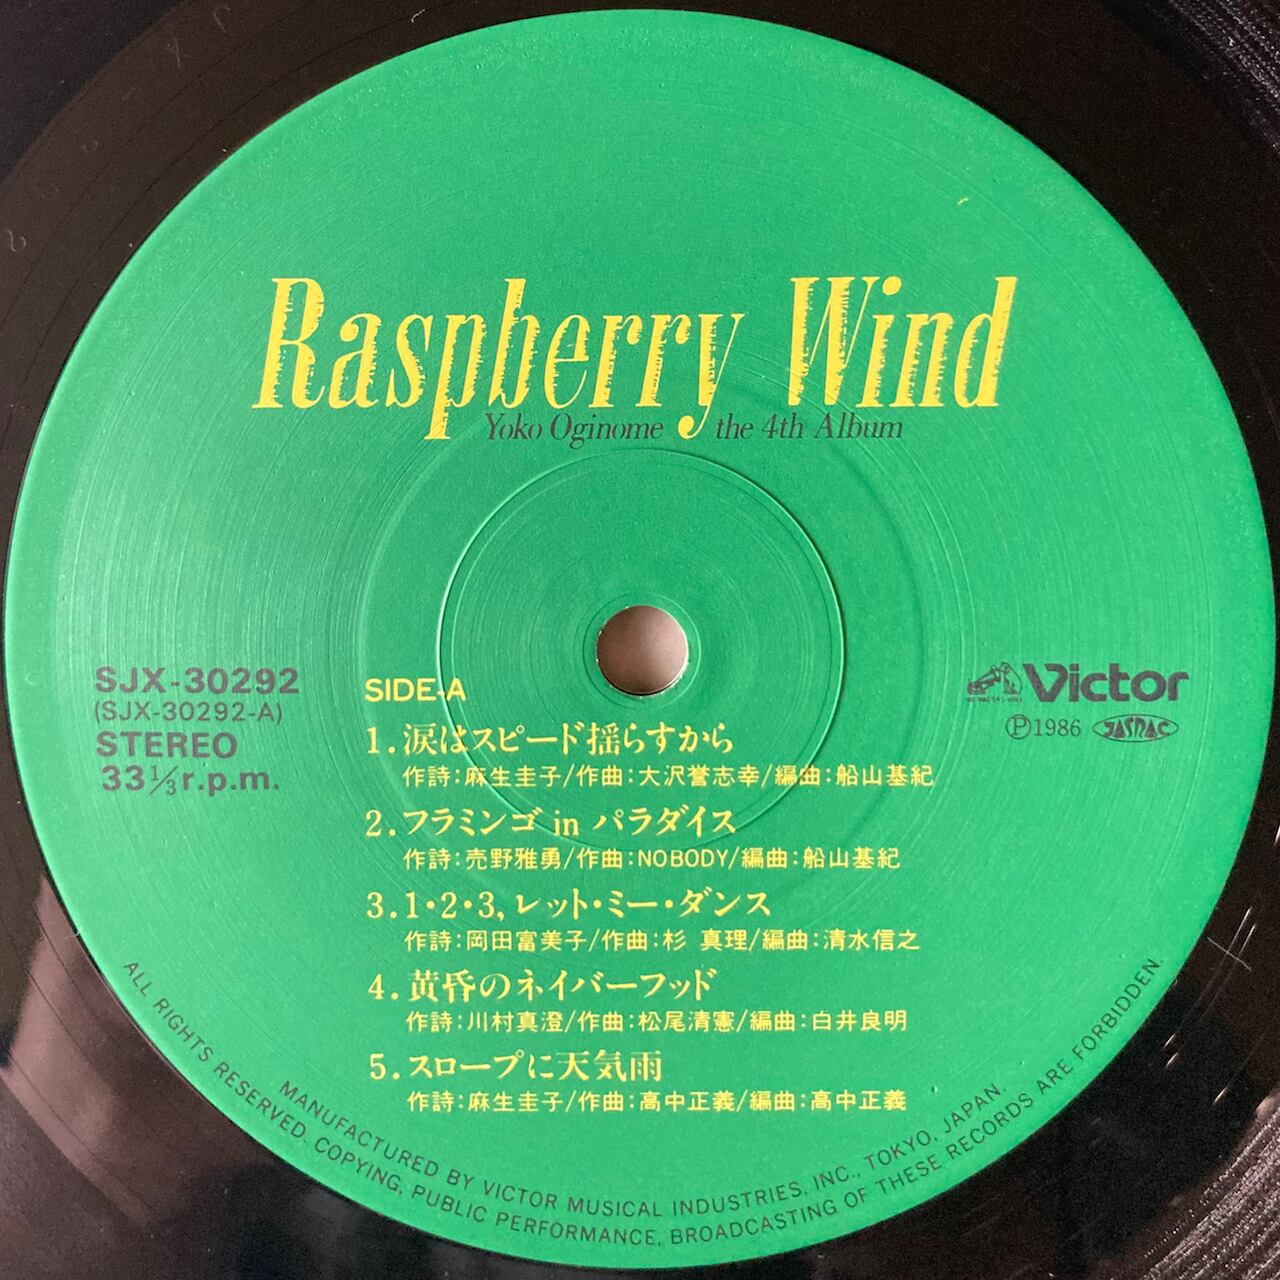 Raspberry Wind
Yoko Oginome the 4th Album
SJX-30292
(SJX-30292-A)
STEREO
33 1/3 r.p.m.
Victor
Ⓟ1986 JASRAC
SIDE-A
1. 涙はスピード揺らすから
作詩:麻生圭子/作曲:大沢誉志幸/編曲:船山基紀
2. フラミンゴ in パラダイス
作詩:売野雅勇/作曲:NOBODY/編曲:船山基紀
3. 1・2・3, レット・ミー・ダンス
作詩:岡田富美子/作曲:杉 真理/編曲:清水信之
4. 黄昏のネイバーフッド
作詩:川村真澄/作曲:松尾清憲/編曲:白井良明
5. スロープに天気雨
作詩:麻生圭子/作曲:高中正義/編曲:高中正義
MANUFACTURED BY VICTOR MUSICAL INDUSTRIES, INC., TOKYO, JAPAN.
ALL RIGHTS RESERVED. COPYING, PUBLIC PERFORMANCE, BROADCASTING OF THESE RECORDS ARE FORBIDDEN.